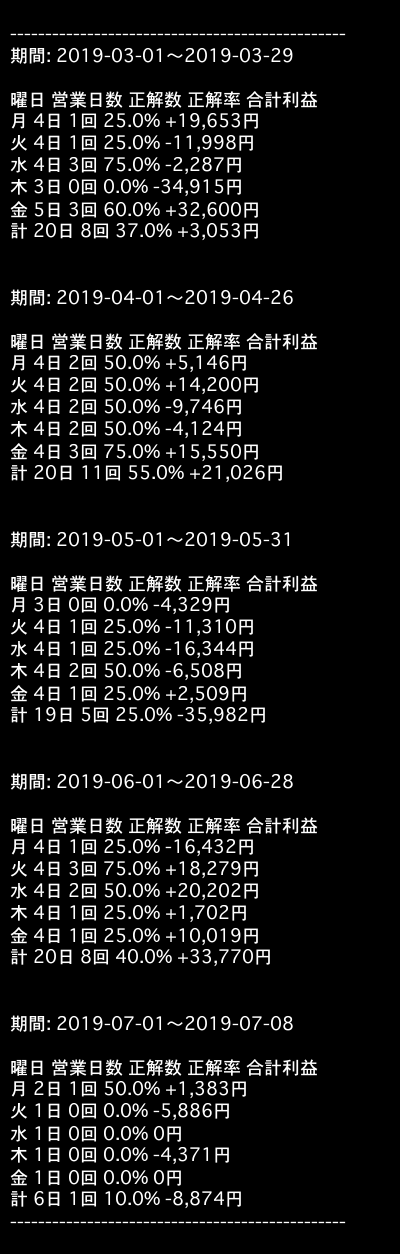 ------------------------------------------------
期間: 2019-03-01〜2019-03-29
曜日 営業日数 正解数 正解率 合計利益
月 4日 1回 25.0% +19,653円
火 4日 1回 25.0% -11,998円
水 4日 3回 75.0% -2,287円
木 3日 0回 0.0% -34,915円
金 5日 3回 60.0% +32,600円
計 20日 8回 37.0% +3,053円
期間: 2019-04-01〜2019-04-26
曜日 営業日数 正解数 正解率 合計利益
月 4日 2回 50.0% +5,146円
火 4日 2回 50.0% +14,200円
水 4日 2回 50.0% -9,746円
木 4日 2回 50.0% -4,124円
金 4日 3回 75.0% +15,550円
計 20日 11回 55.0% +21,026円
期間: 2019-05-01〜2019-05-31
曜日 営業日数 正解数 正解率 合計利益
月 3日 0回 0.0% -4,329円
火 4日 1回 25.0% -11,310円
水 4日 1回 25.0% -16,344円
木 4日 2回 50.0% -6,508円
金 4日 1回 25.0% +2,509円
計 19日 5回 25.0% -35,982円
期間: 2019-06-01〜2019-06-28
曜日 営業日数 正解数 正解率 合計利益
月 4日 1回 25.0% -16,432円
火 4日 3回 75.0% +18,279円
水 4日 2回 50.0% +20,202円
木 4日 1回 25.0% +1,702円
金 4日 1回 25.0% +10,019円
計 20日 8回 40.0% +33,770円
期間: 2019-07-01〜2019-07-08
曜日 営業日数 正解数 正解率 合計利益
月 2日 1回 50.0% +1,383円
火 1日 0回 0.0% -5,886円
水 1日 0回 0.0% 0円
木 1日 0回 0.0% -4,371円
金 1日 0回 0.0% 0円
計 6日 1回 10.0% -8,874円
------------------------------------------------